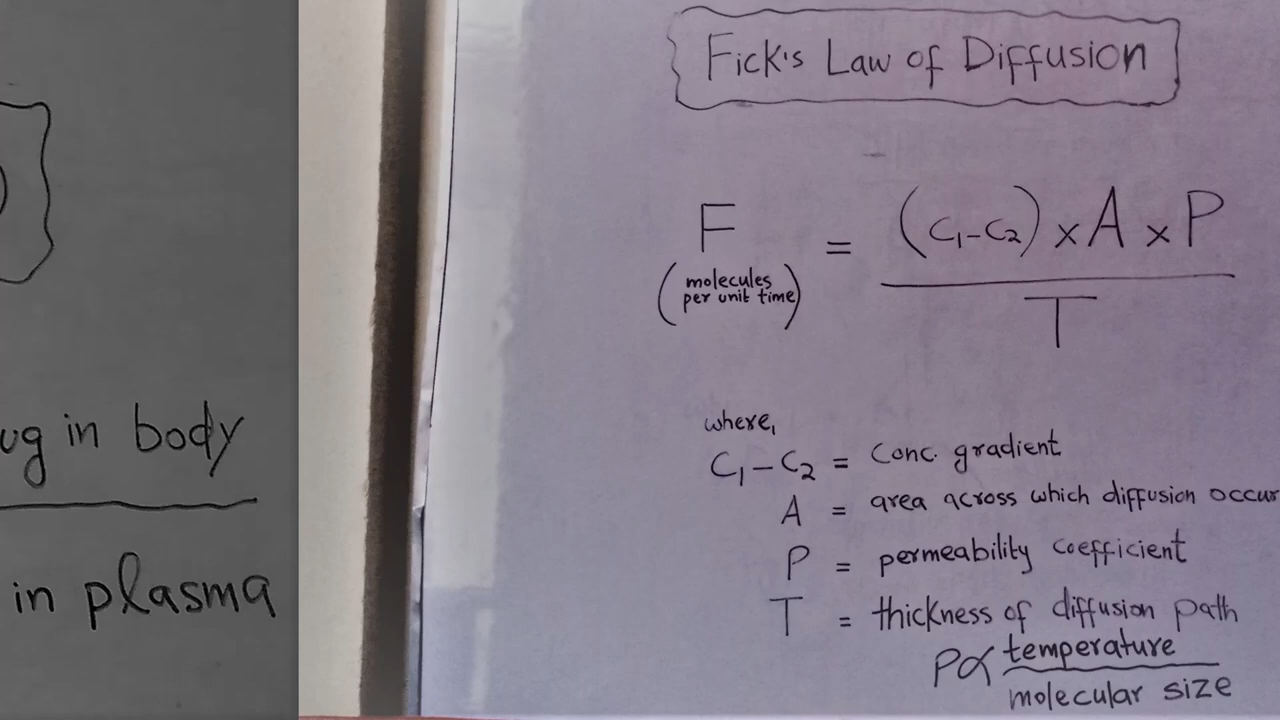 in body
in plasma
Fick's Law of Diffusion
F = (C₁-C₂) x A x P
T
(molecules
per unit time)
where,
C₁-C₂ = Conc. gradient
A = area across which diffusion occur
P = permeability coefficient
T = thickness of diffusion path
P∝ temperature
molecular size